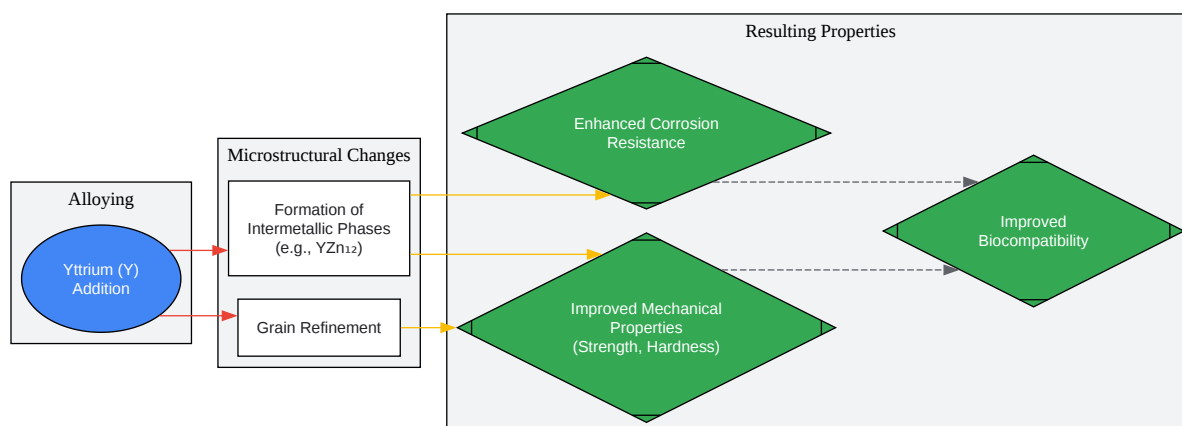 Alloying
Yttrium (Y)
Addition
Microstructural Changes
Formation of
Intermetallic Phases
(e.g., YZn₁₂)
Grain Refinement
Resulting Properties
Enhanced Corrosion
Resistance
Improved Mechanical
Properties
(Strength, Hardness)
Improved
Biocompatibility